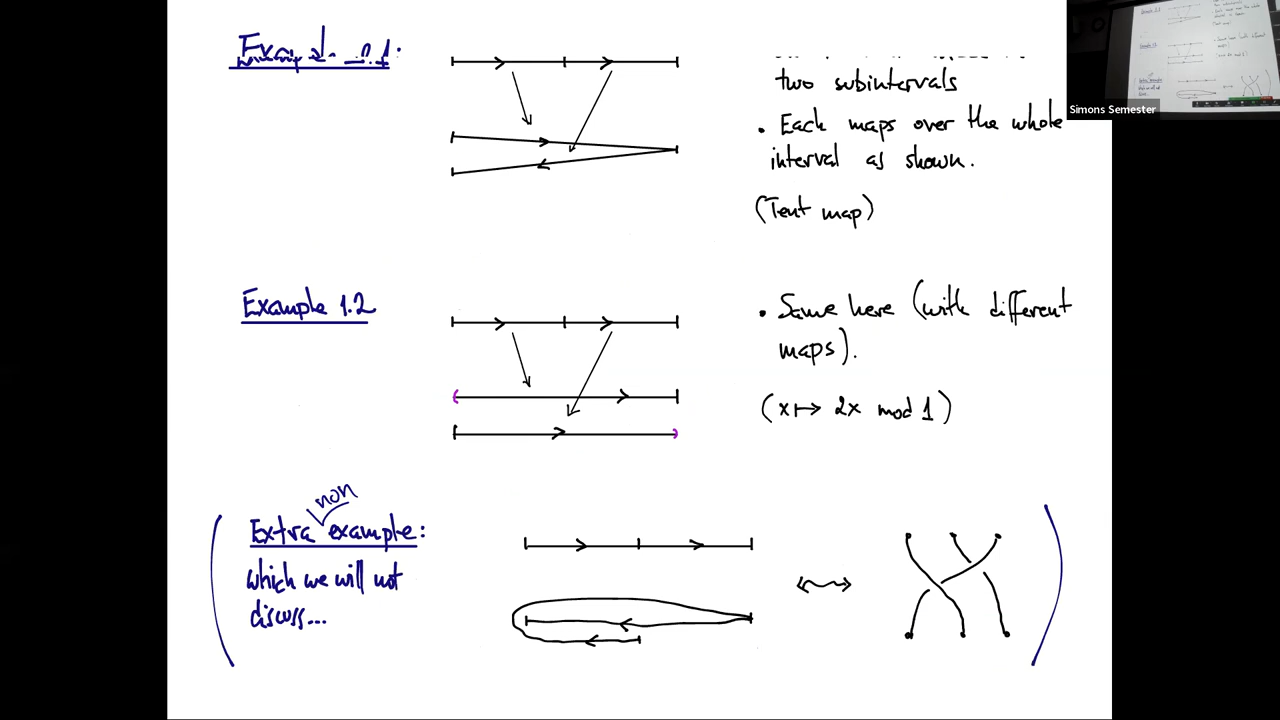 two subintervals
• Each maps over the whole
interval as shown.
(Tent map)
Example 1.2
• Same here (with different
maps).
(x ↦ 2x mod 1)
Extra non example:
which we will not
discuss...
Simons Semester